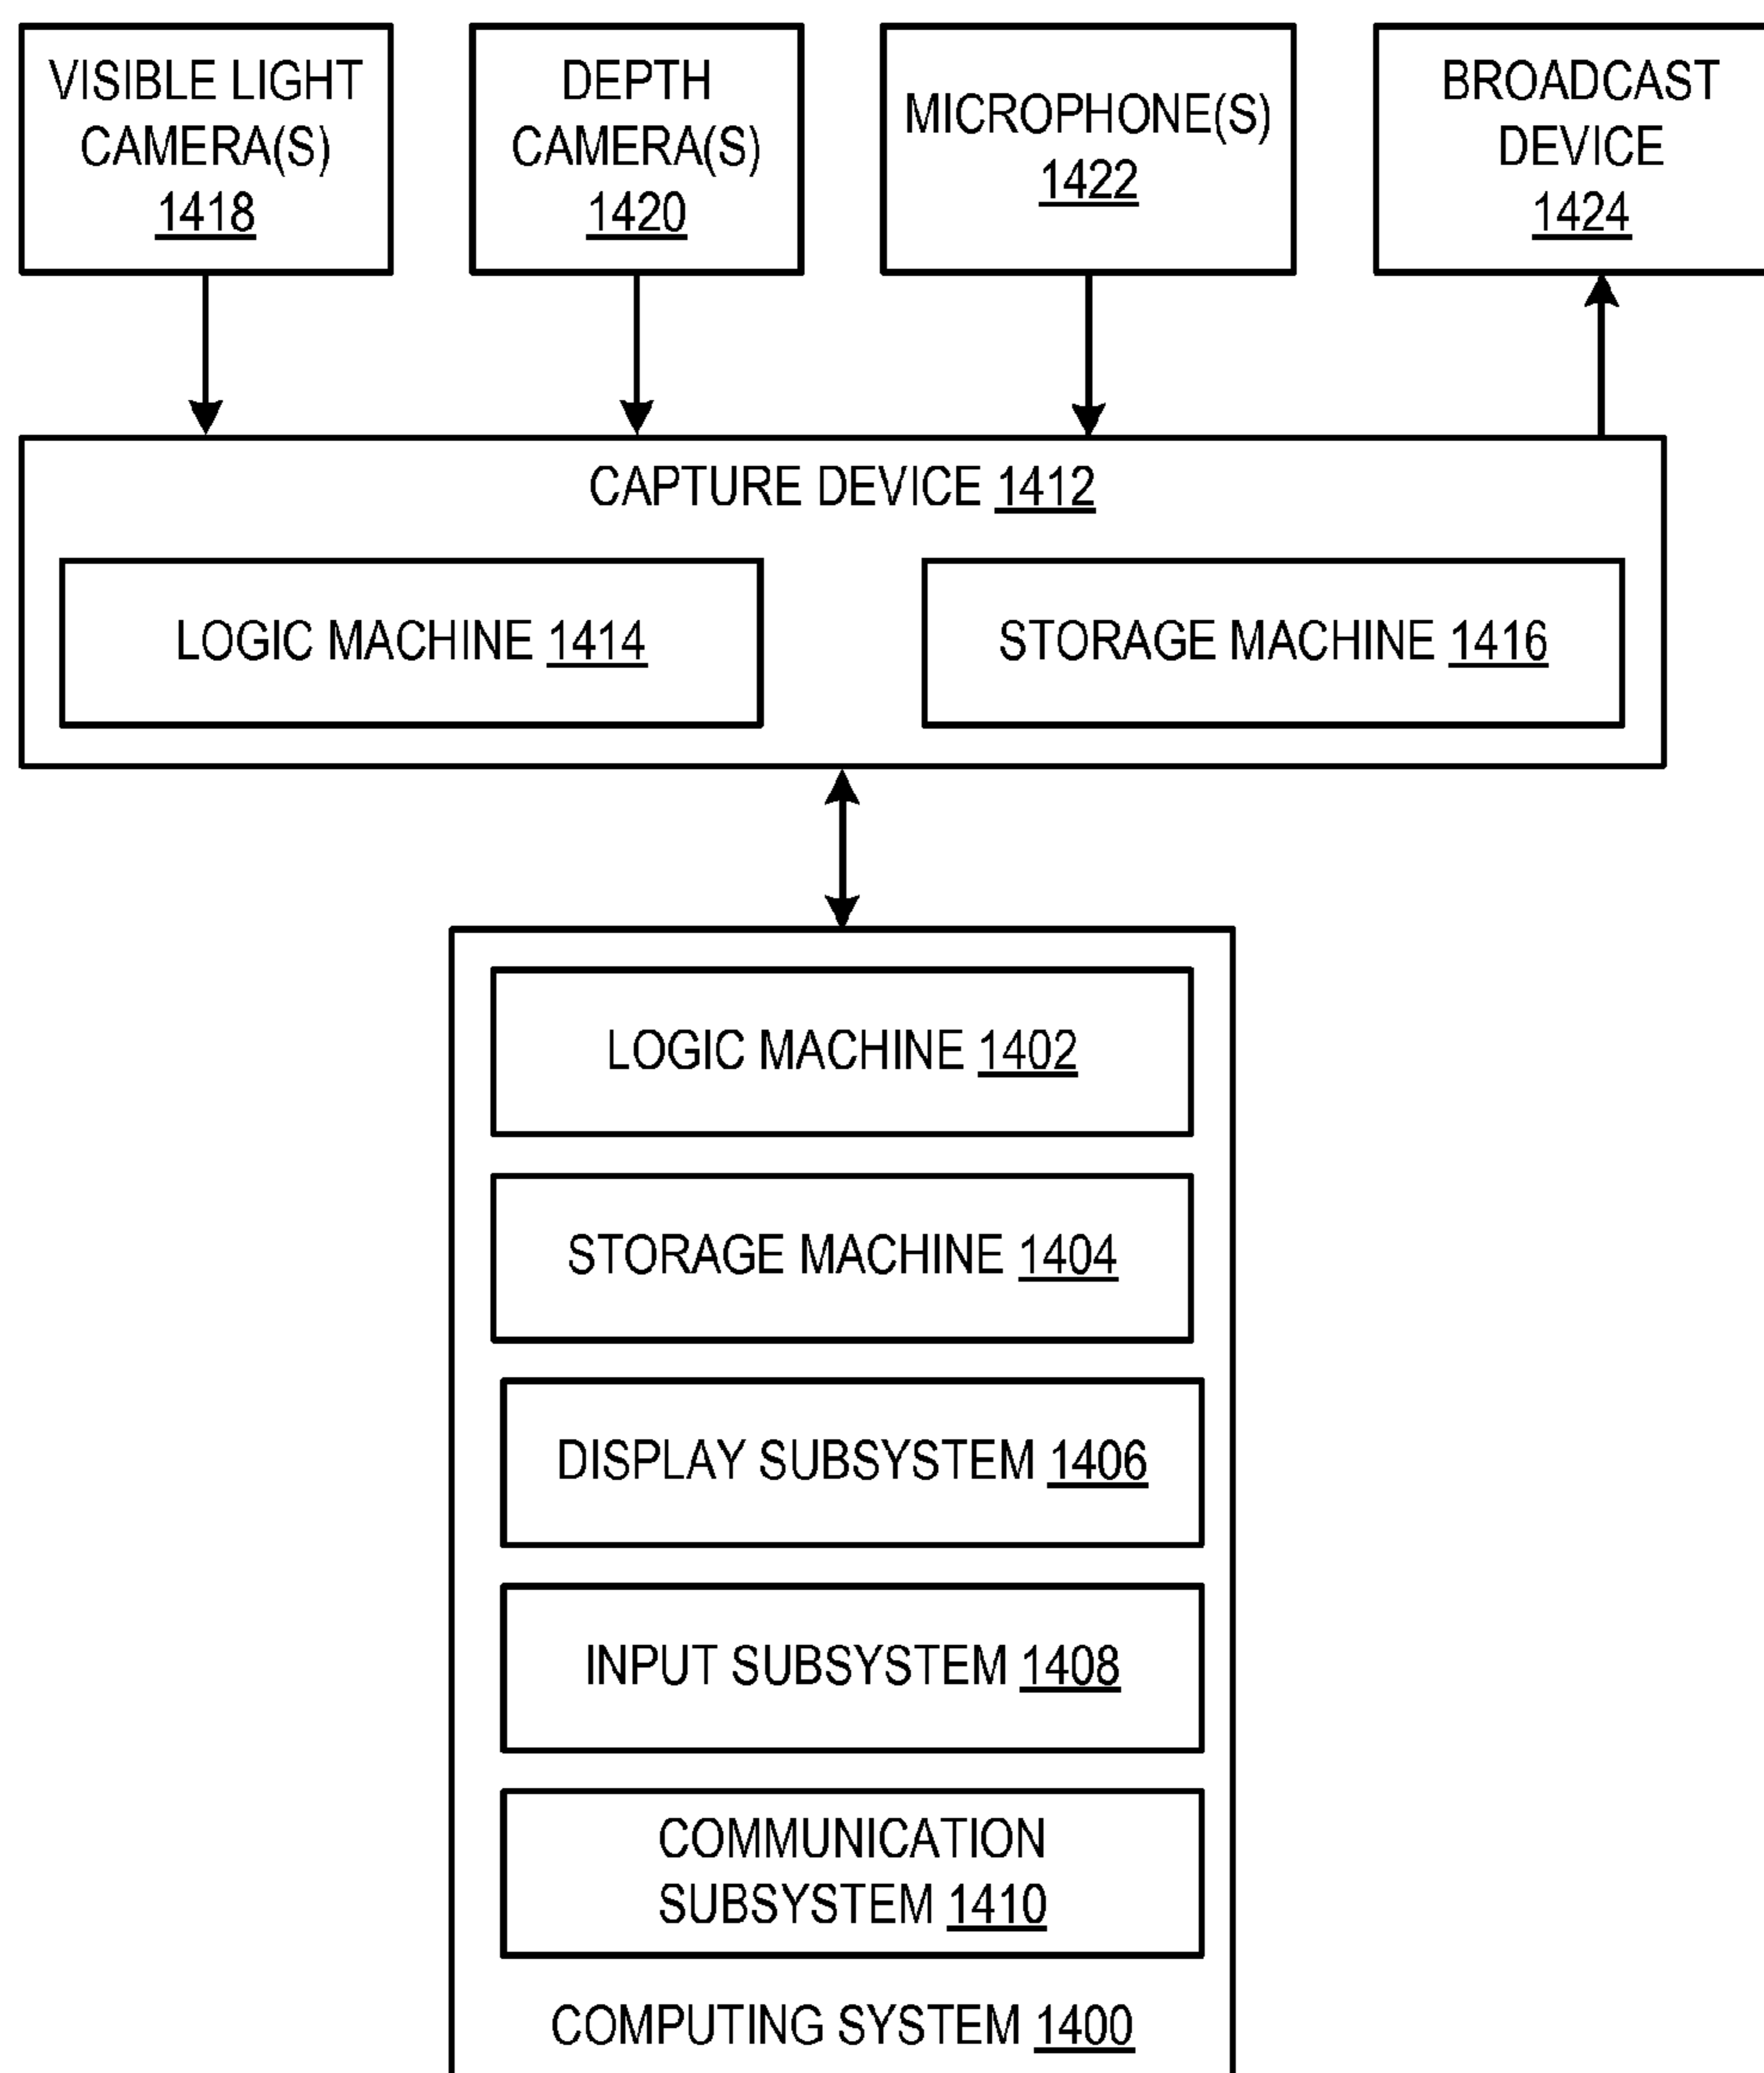 VISIBLE LIGHT
CAMERA(S)
1418
DEPTH
CAMERA(S)
1420
MICROPHONE(S)
1422
BROADCAST
DEVICE
1424
CAPTURE DEVICE 1412
LOGIC MACHINE 1414
STORAGE MACHINE 1416
LOGIC MACHINE 1402
STORAGE MACHINE 1404
DISPLAY SUBSYSTEM 1406
INPUT SUBSYSTEM 1408
COMMUNICATION
SUBSYSTEM 1410
COMPUTING SYSTEM 1400